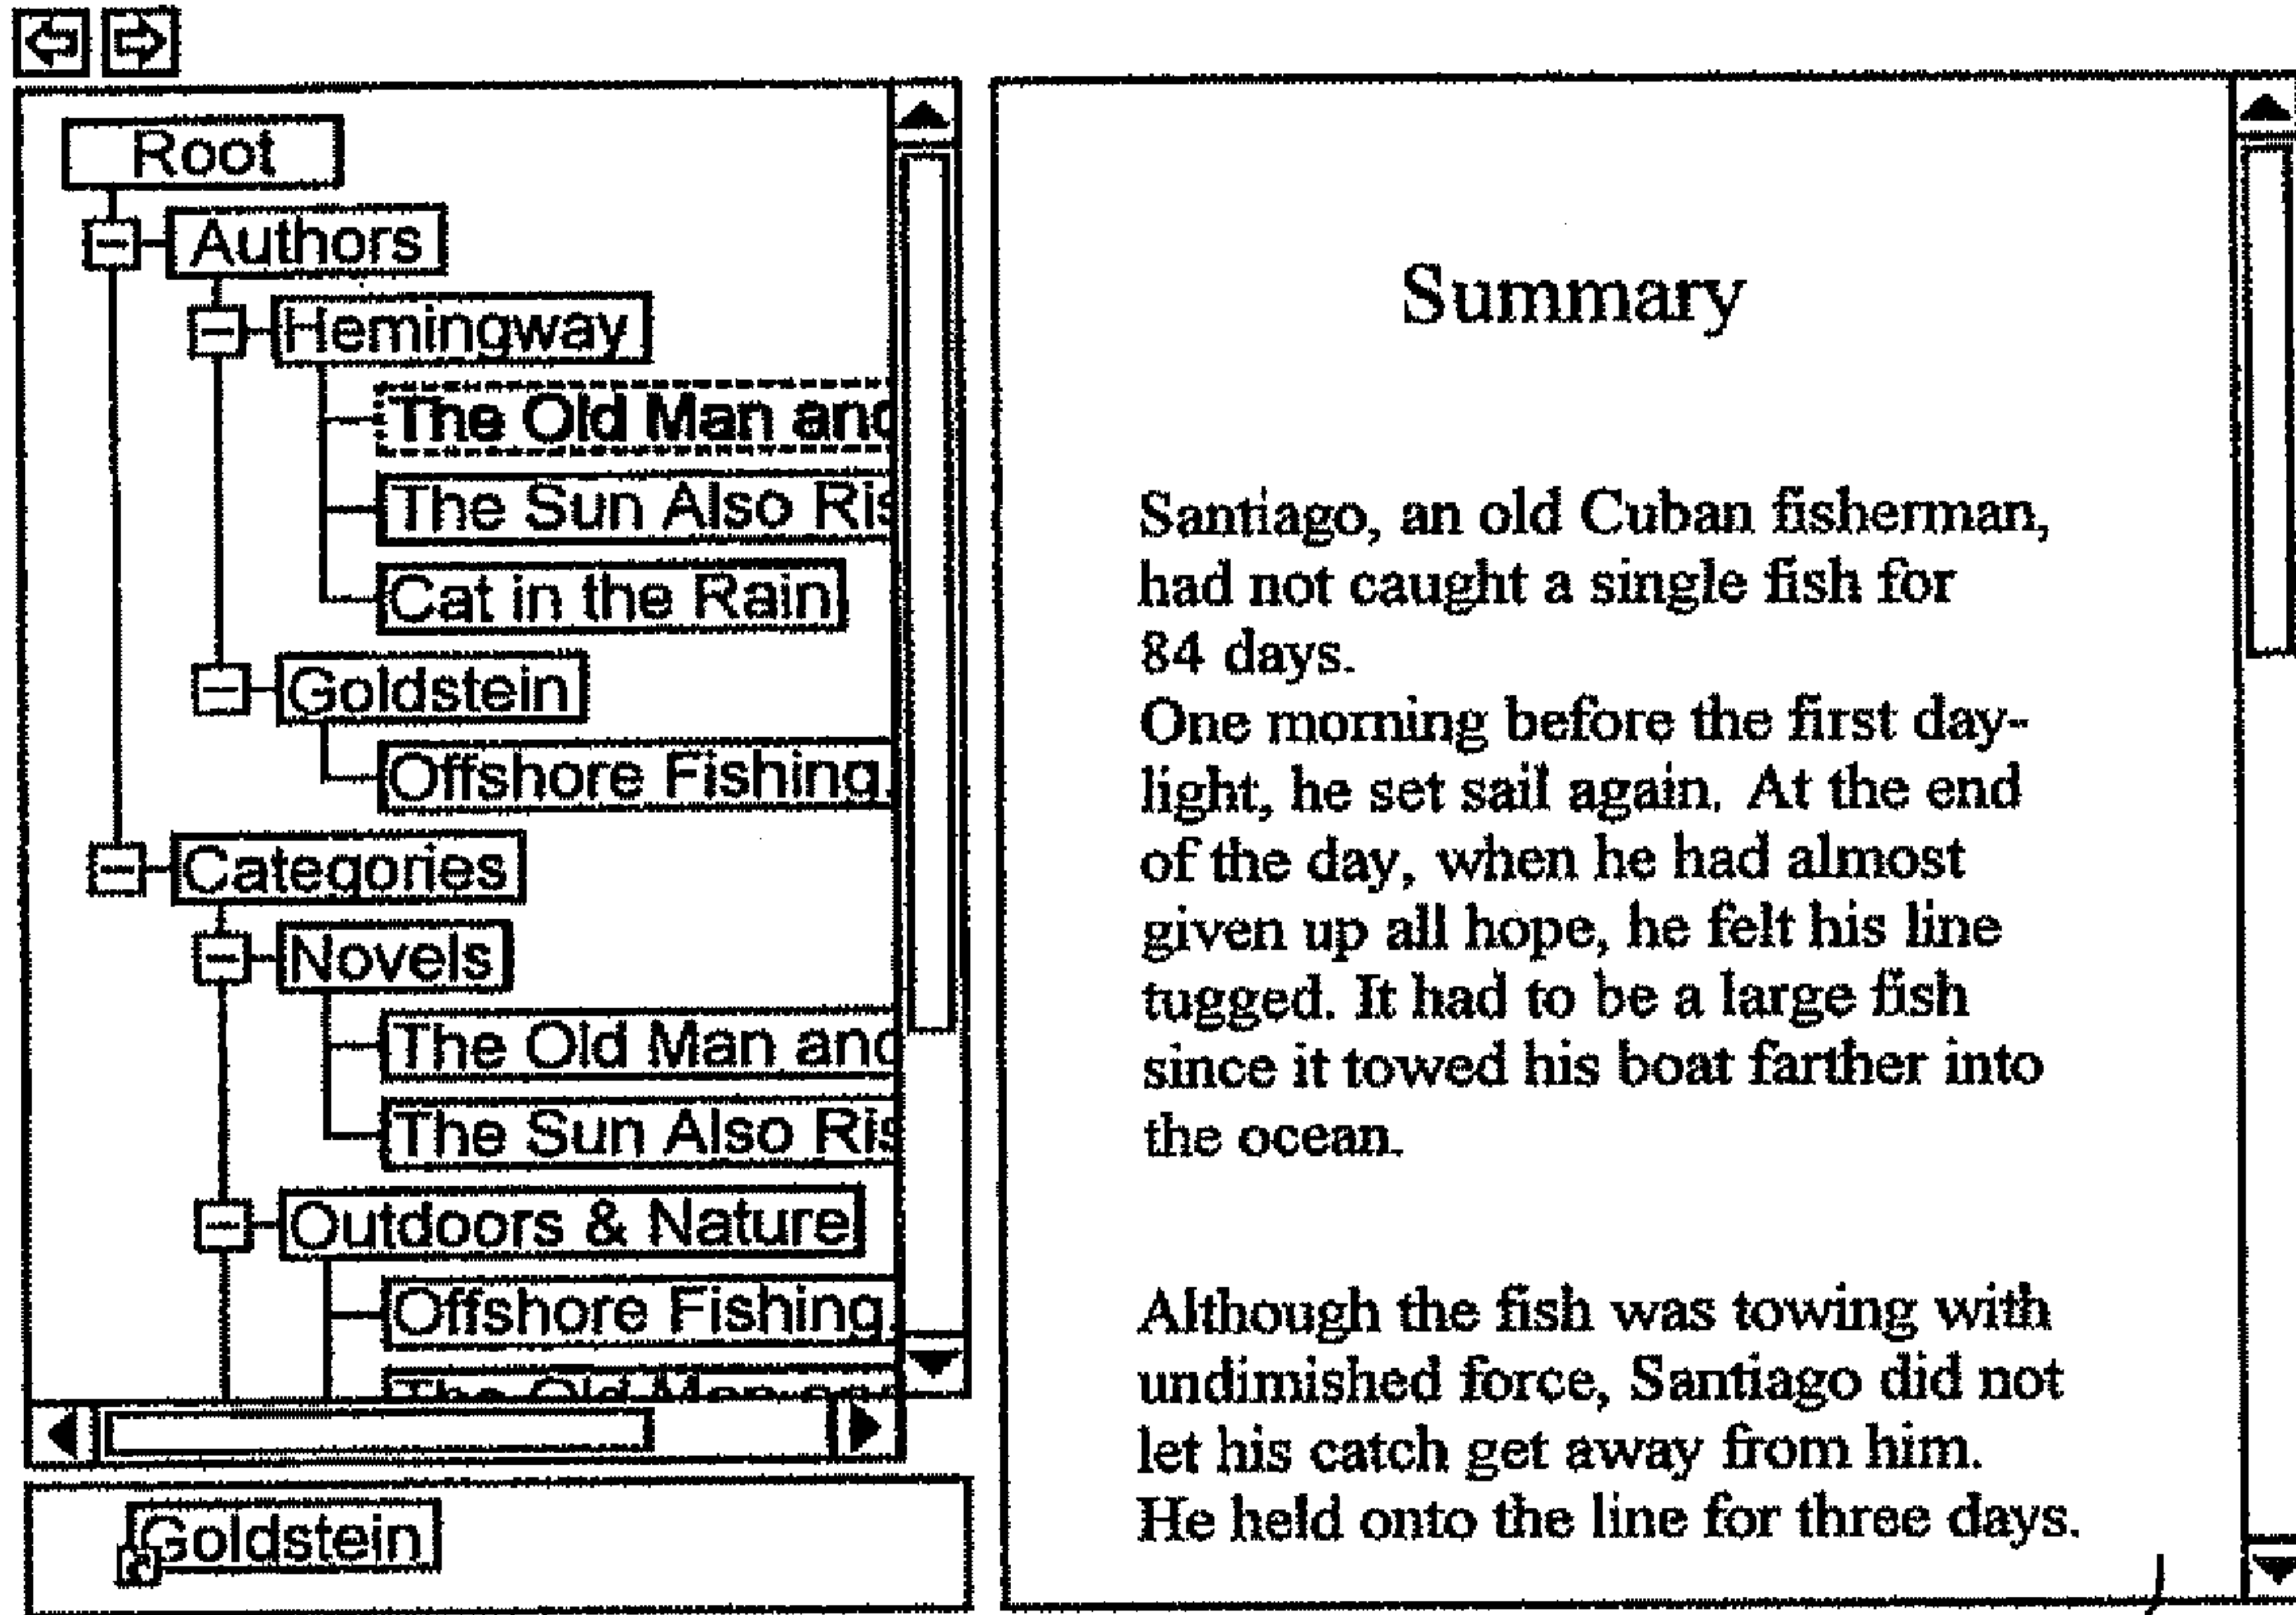 Root
Authors
Hemingway
The Old Man and
The Sun Also Ris
Cat in the Rain
Goldstein
Offshore Fishing
Categories
Novels
The Old Man and
The Sun Also Ris
Outdoors & Nature
Offshore Fishing
The Old Man and
Goldstein
Summary
Santiago, an old Cuban fisherman,
had not caught a single fish for
84 days.
One morning before the first day-
light, he set sail again. At the end
of the day, when he had almost
given up all hope, he felt his line
tugged. It had to be a large fish
since it towed his boat farther into
the ocean.
Although the fish was towing with
undimished force, Santiago did not
let his catch get away from him.
He held onto the line for three days.